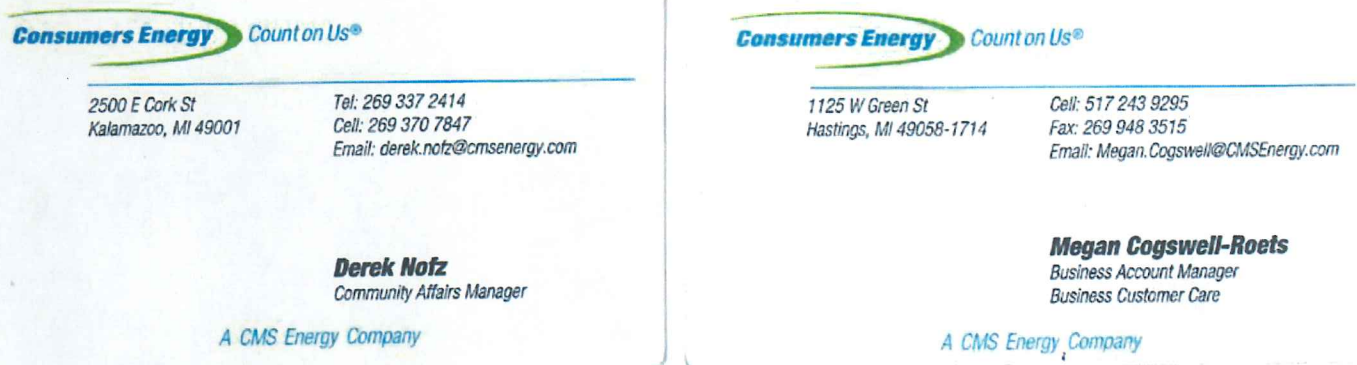 Consumers Energy Count on Us®
2500 E Cork St
Kalamazoo, MI 49001
Tel: 269 337 2414
Cell: 269 370 7847
Email: derek.nofz@cmsenergy.com
Derek Nofz
Community Affairs Manager
A CMS Energy Company
Consumers Energy Count on Us®
1125 W Green St
Hastings, MI 49058-1714
Cell: 517 243 9295
Fax: 269 948 3515
Email: Megan.Cogswell@CMSEnergy.com
Megan Cogswell-Roets
Business Account Manager
Business Customer Care
A CMS Energy Company